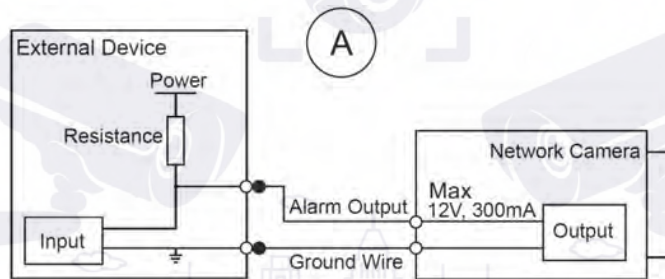 A
External Device
Power
Resistance
Input
Alarm Output
Ground Wire
Network Camera
Max
12V, 300mA
Output